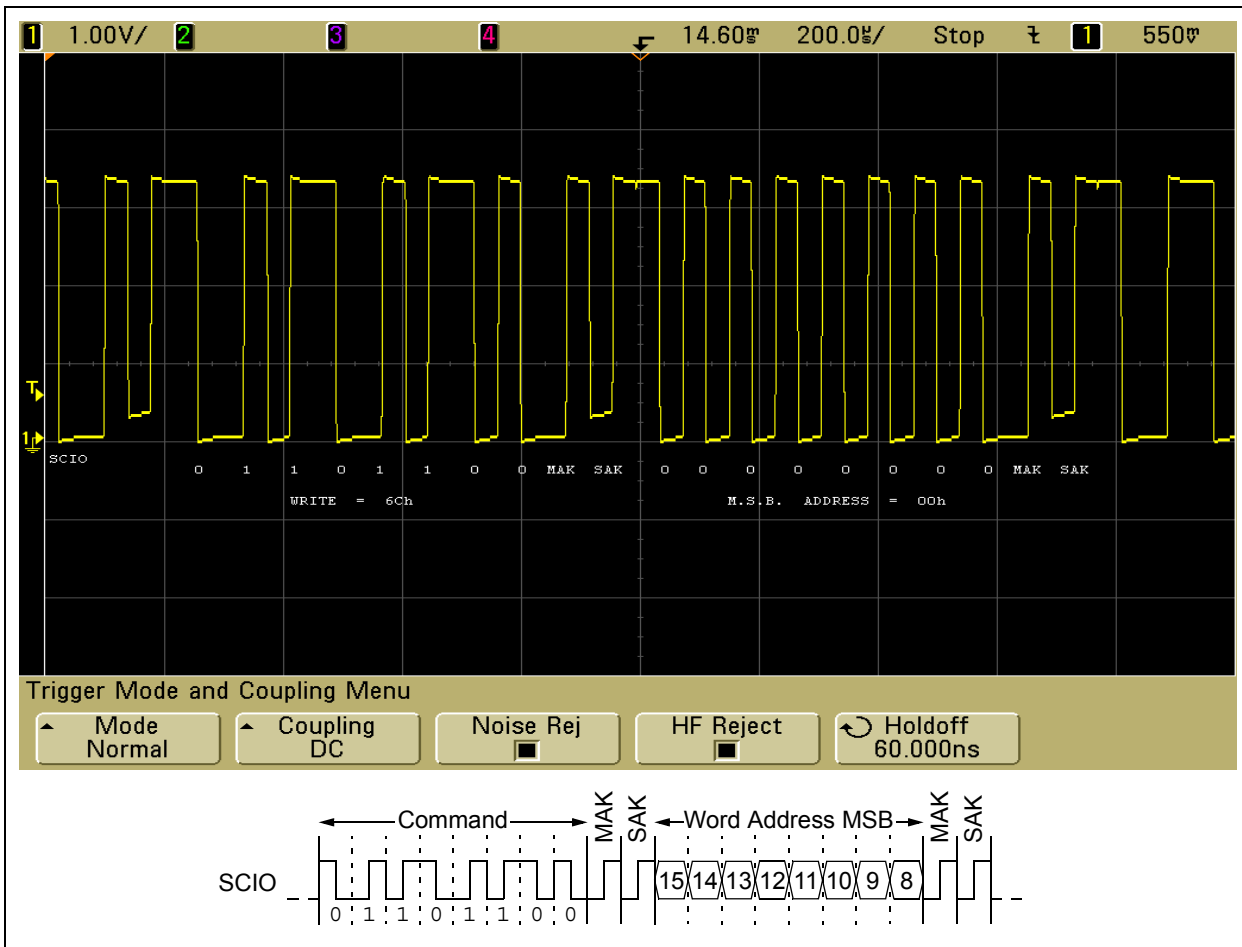 1 1.00V/ 2 3 4 14.60ms 200.0µs/ Stop 1 550mV
T
1
SCIO
0 1 1 0 1 1 0 0 MAK SAK 0 0 0 0 0 0 0 0 MAK SAK
WRITE = 6Ch M.S.B. ADDRESS = 00h
Trigger Mode and Coupling Menu
Mode Normal
Coupling DC
Noise Rej
HF Reject
Holdoff 60.000ns
Command MAK SAK Word Address MSB MAK SAK
SCIO 15 14 13 12 11 10 9 8
0 1 1 0 1 1 0 0